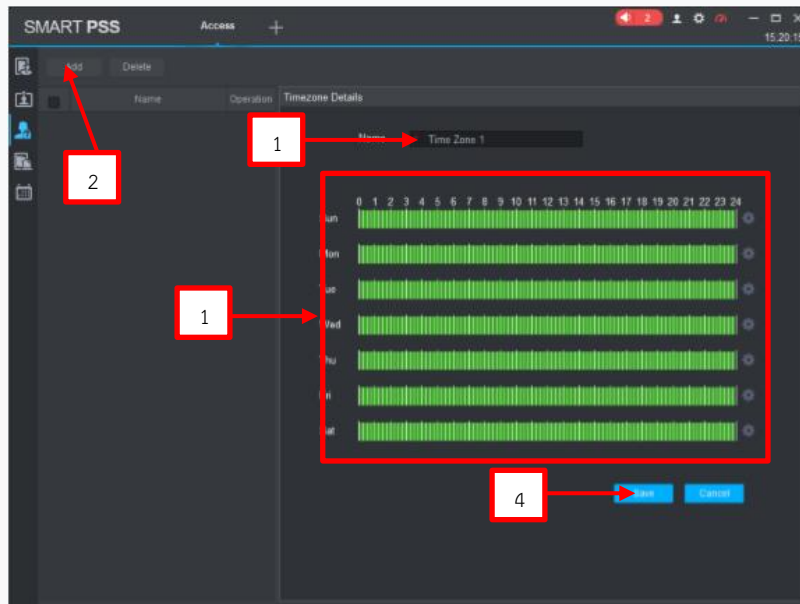 SMART PSS Access + 2
15:20:15
Add Delete
Name Operation Timezone Details
Name Time Zone 1
1
2
0 1 2 3 4 5 6 7 8 9 10 11 12 13 14 15 16 17 18 19 20 21 22 23 24
Sun
Mon
Tue
1
Wed
Thu
Fri
Sat
4
Save Cancel